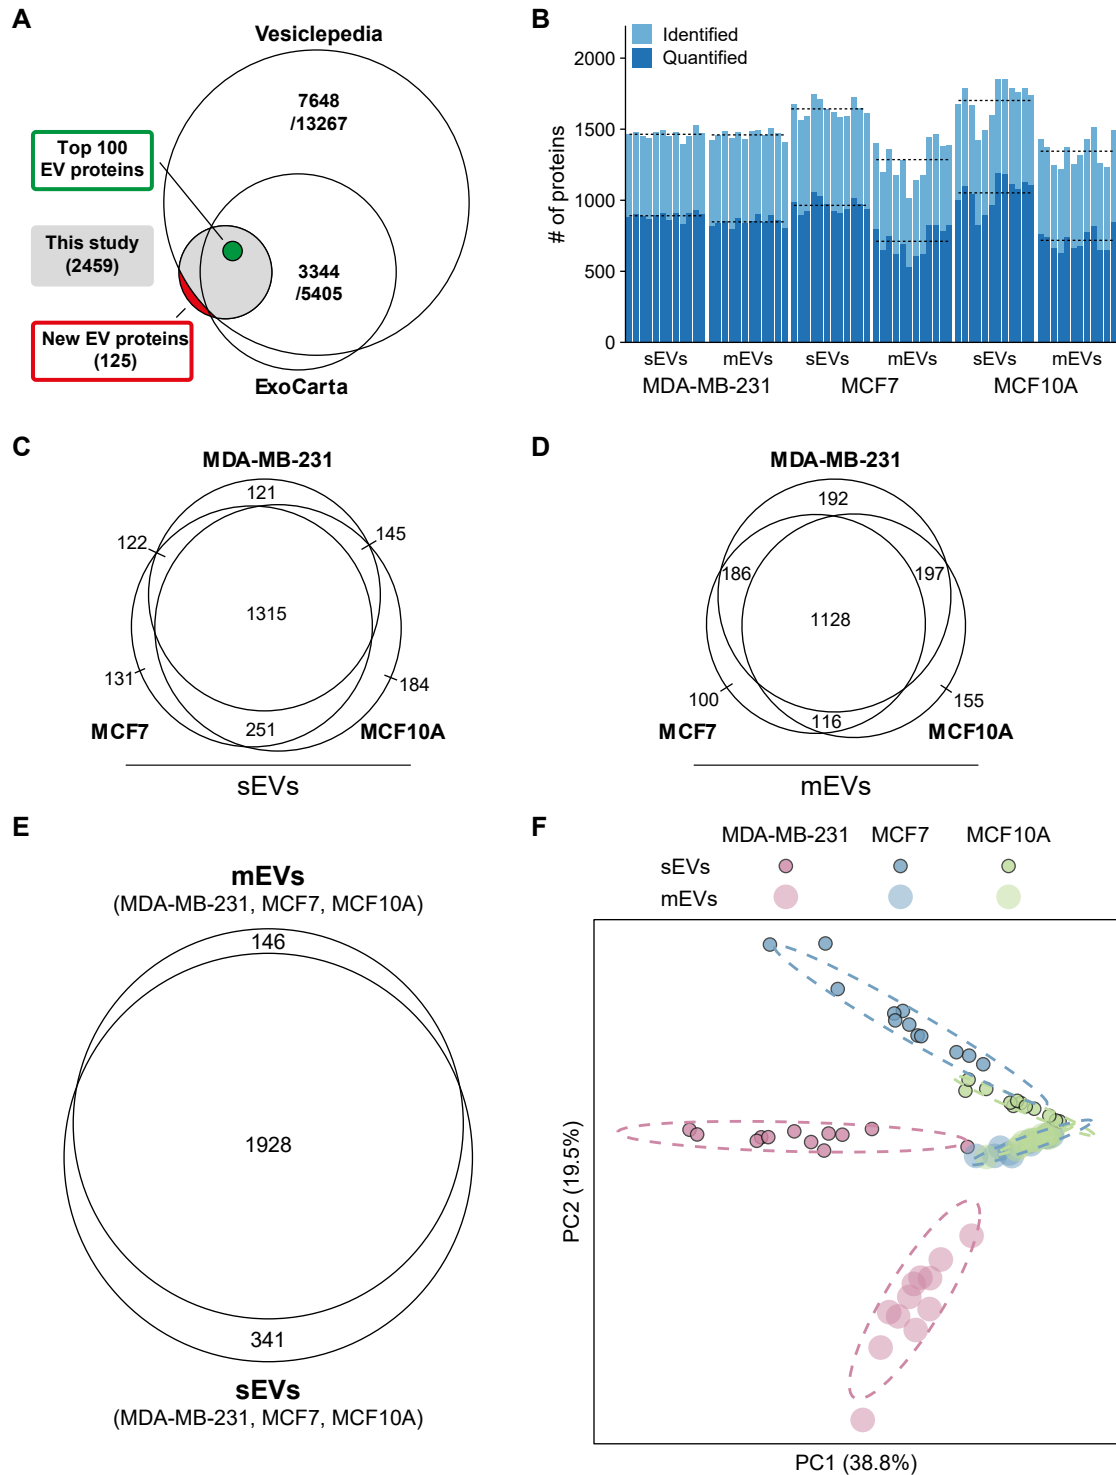 A
Vesiclepedia
7648
/13267
Top 100
EV proteins
This study
(2459)
3344
/5405
New EV proteins
(125)
ExoCarta
B
Identified
Quantified
2000
1500
1000
500
0
# of proteins
sEVs
mEVs
sEVs
mEVs
sEVs
mEVs
MDA-MB-231
MCF7
MCF10A
C
MDA-MB-231
121
122
145
1315
131
184
251
MCF7
MCF10A
sEVs
D
MDA-MB-231
192
186
197
1128
100
155
116
MCF7
MCF10A
mEVs
E
mEVs
(MDA-MB-231, MCF7, MCF10A)
146
1928
341
sEVs
(MDA-MB-231, MCF7, MCF10A)
F
MDA-MB-231
MCF7
MCF10A
sEVs
mEVs
PC2 (19.5%)
PC1 (38.8%)